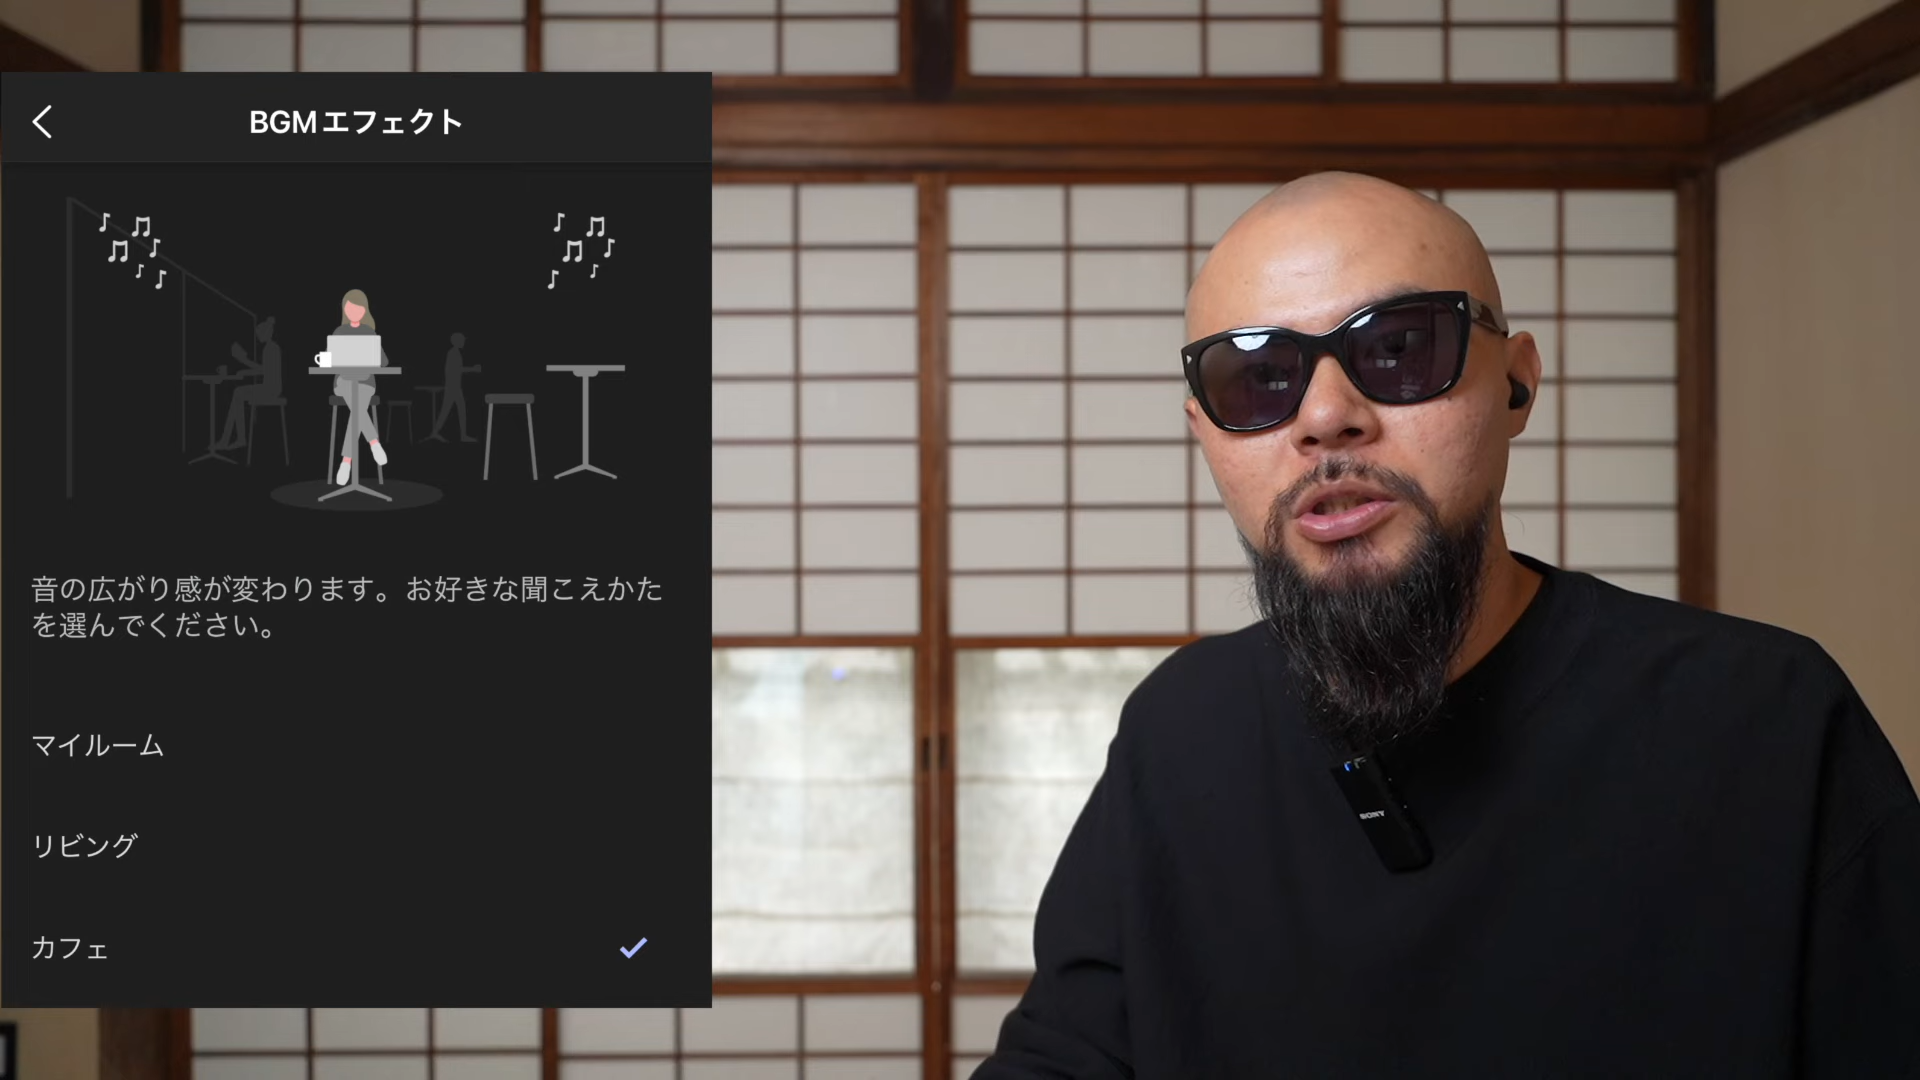 BGMエフェクト
音の広がり感が変わります。お好きな聞こえかた
を選んでください。
マイルーム
リビング
カフェ
SONY